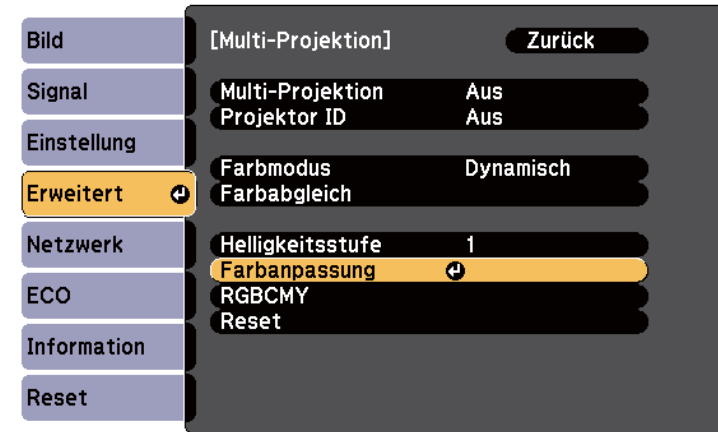 Bild
Signal
Einstellung
Erweitert
Netzwerk
ECO
Information
Reset
[Multi-Projektion] Zurück
Multi-Projektion Aus
Projektor ID Aus
Farbmodus Dynamisch
Farbabgleich
Helligkeitsstufe 1
Farbanpassung
RGBCMY
Reset